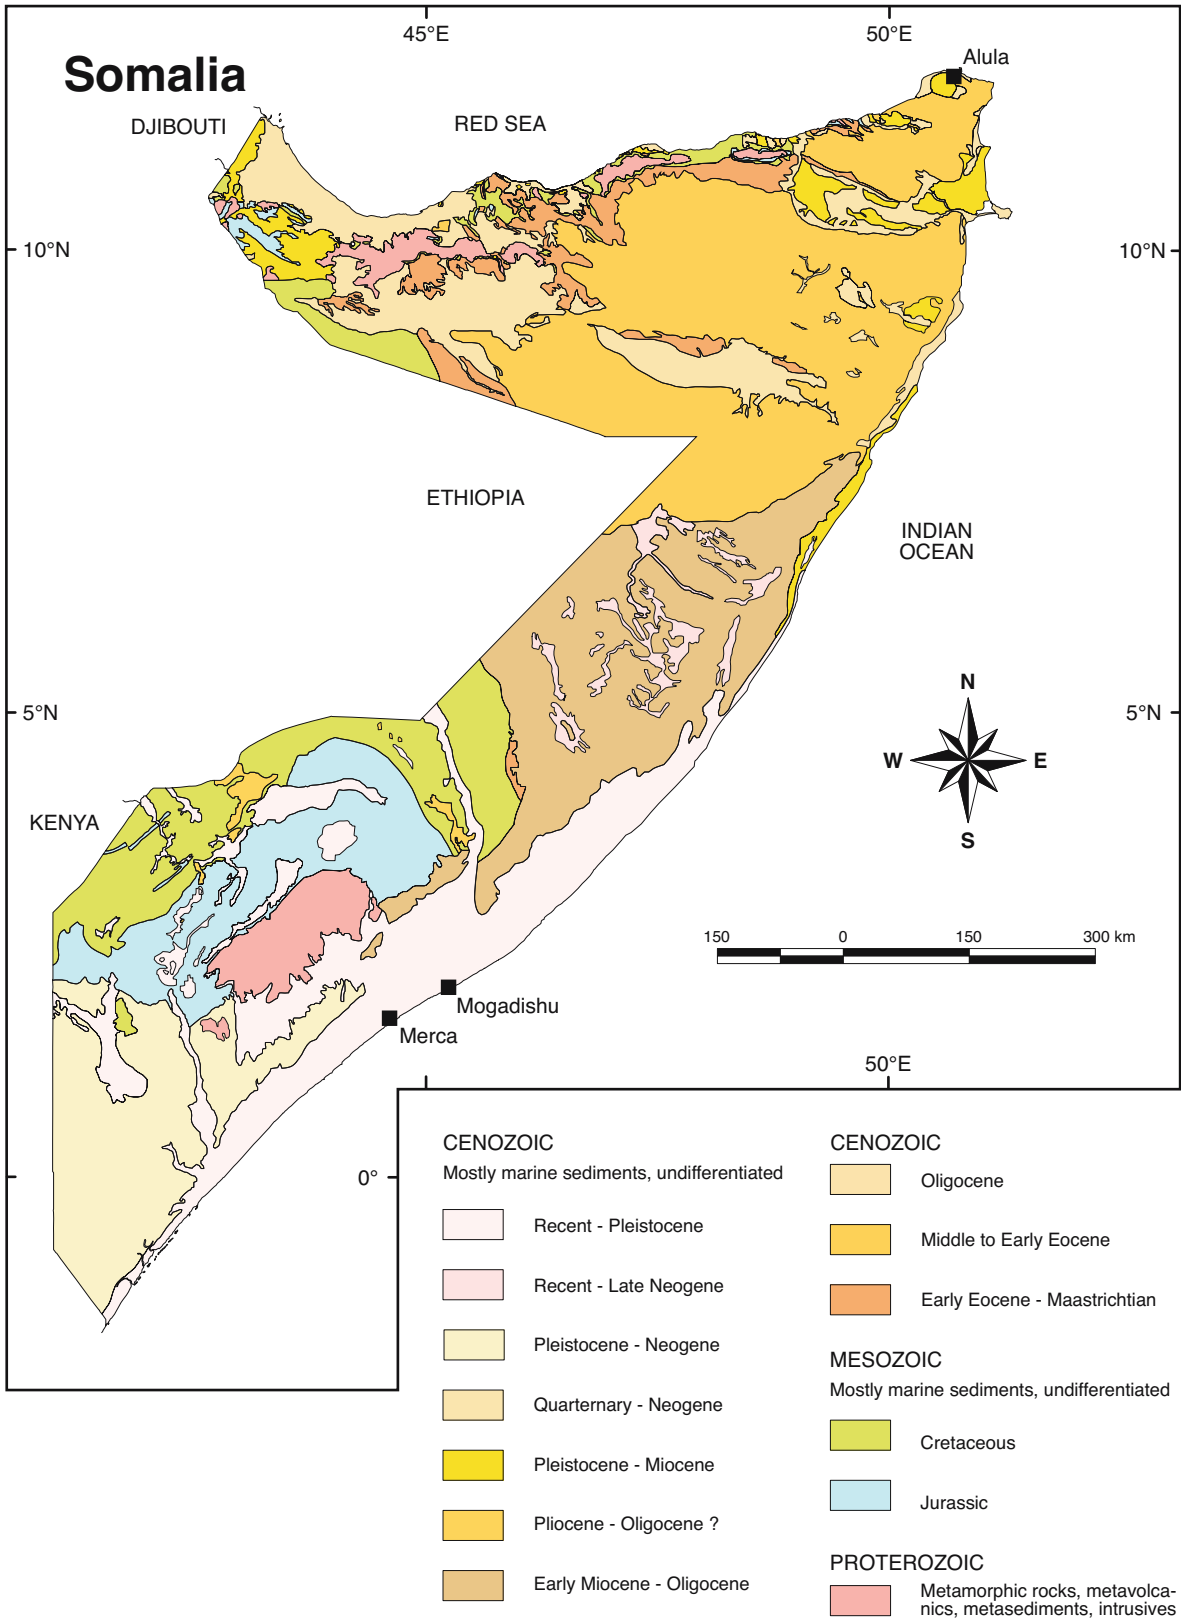 45°E
50°E
Somalia
Alula
DJIBOUTI
RED SEA
10°N
10°N
ETHIOPIA
INDIAN
OCEAN
N
W
E
S
5°N
5°N
KENYA
150
0
150
300 km
Mogadishu
Merca
50°E
0°
CENOZOIC
Mostly marine sediments, undifferentiated
Recent - Pleistocene
Recent - Late Neogene
Pleistocene - Neogene
Quarternary - Neogene
Pleistocene - Miocene
Pliocene - Oligocene ?
Early Miocene - Oligocene
CENOZOIC
Oligocene
Middle to Early Eocene
Early Eocene - Maastrichtian
MESOZOIC
Mostly marine sediments, undifferentiated
Cretaceous
Jurassic
PROTEROZOIC
Metamorphic rocks, metavolca-
nics, metasediments, intrusives